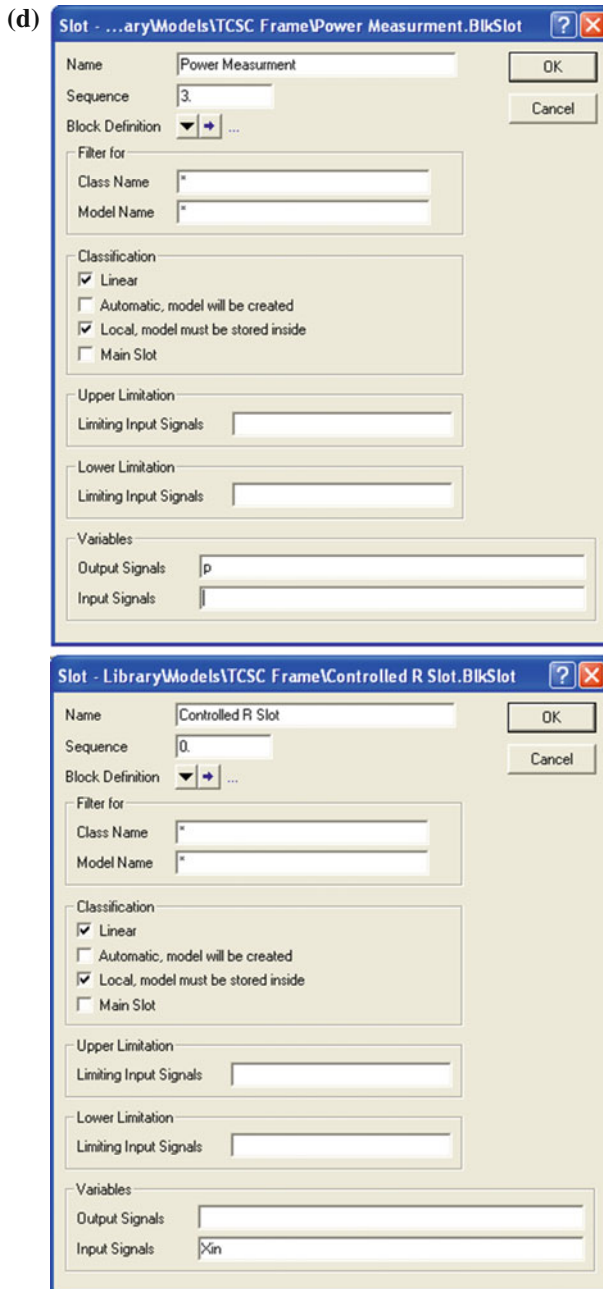 (d)
Slot - ...ary\Models\TCSC Frame\Power Measurment.BlkSlot
Name Power Measurment OK
Sequence 3. Cancel
Block Definition ...
Filter for
Class Name *
Model Name *
Classification
Linear
Automatic, model will be created
Local, model must be stored inside
Main Slot
Upper Limitation
Limiting Input Signals
Lower Limitation
Limiting Input Signals
Variables
Output Signals p
Input Signals
Slot - Library\Models\TCSC Frame\Controlled R Slot.BlkSlot
Name Controlled R Slot OK
Sequence 0. Cancel
Block Definition ...
Filter for
Class Name *
Model Name *
Classification
Linear
Automatic, model will be created
Local, model must be stored inside
Main Slot
Upper Limitation
Limiting Input Signals
Lower Limitation
Limiting Input Signals
Variables
Output Signals
Input Signals Xin